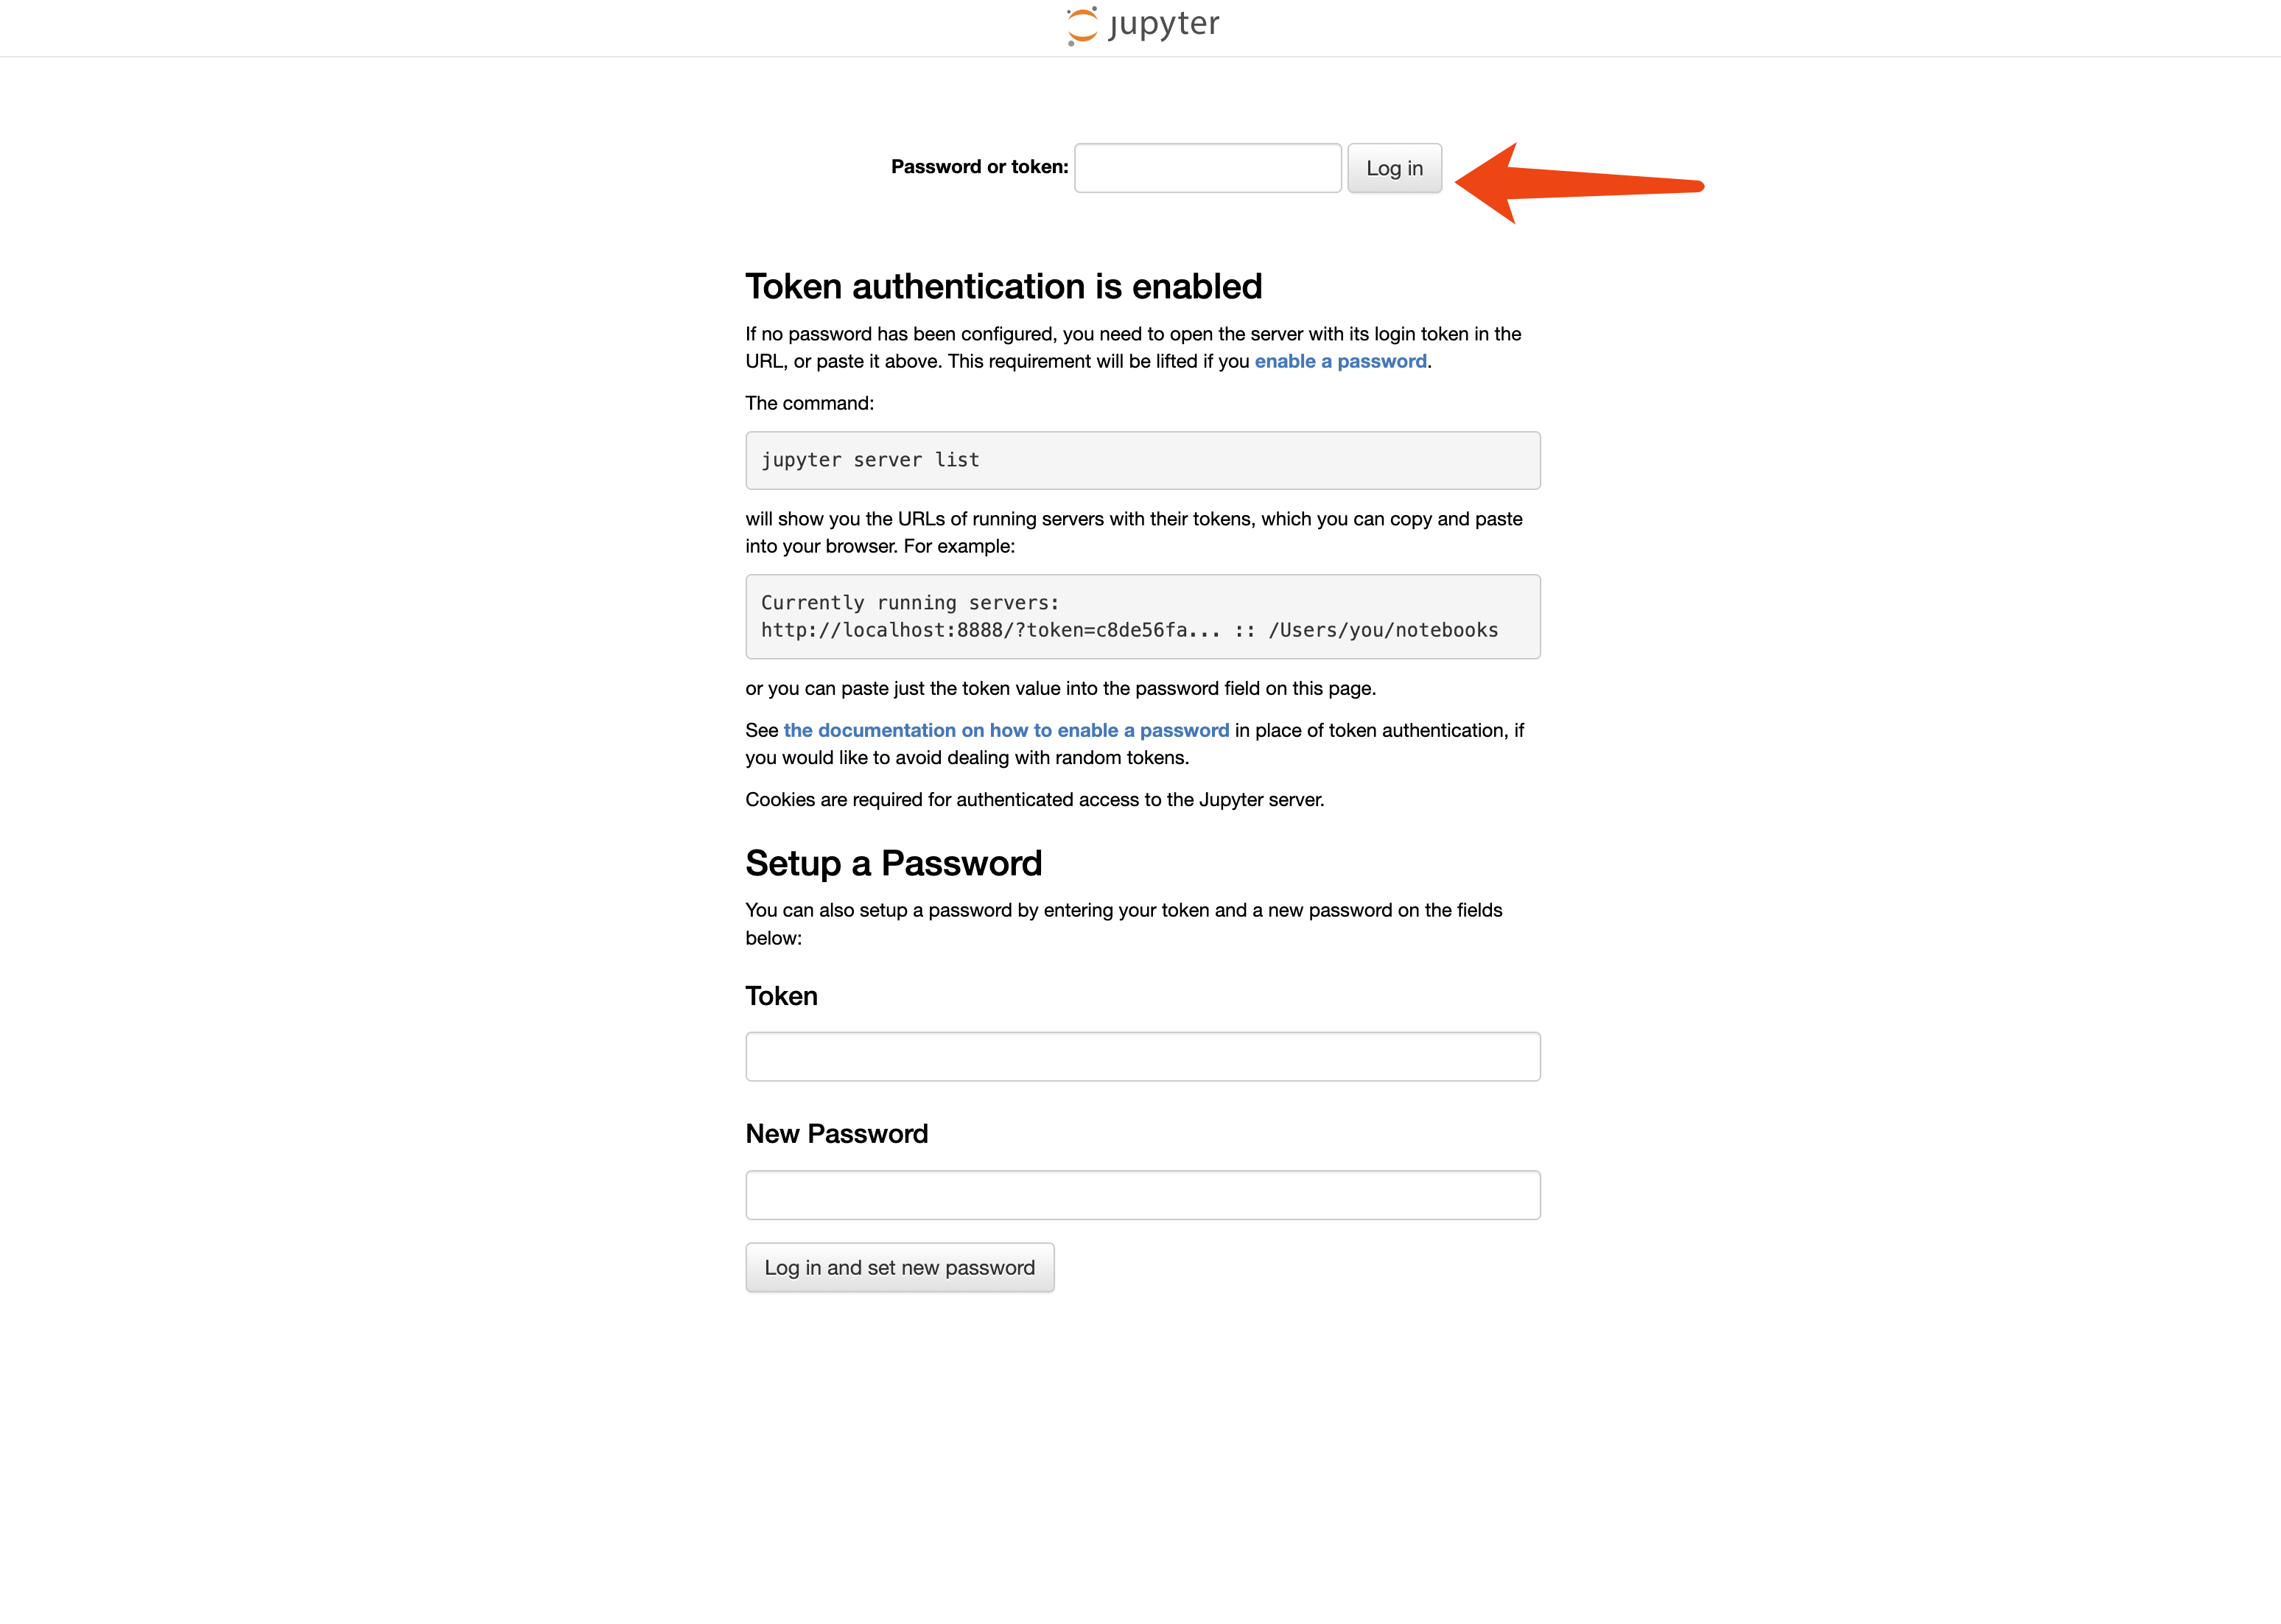 jupyter
Password or token:
Log in
Token authentication is enabled
If no password has been configured, you need to open the server with its login token in the
URL, or paste it above. This requirement will be lifted if you enable a password.
The command:
jupyter server list
will show you the URLs of running servers with their tokens, which you can copy and paste
into your browser. For example:
Currently running servers:
http://localhost:8888/?token=c8de56fa... :: /Users/you/notebooks
or you can paste just the token value into the password field on this page.
See the documentation on how to enable a password in place of token authentication, if
you would like to avoid dealing with random tokens.
Cookies are required for authenticated access to the Jupyter server.
Setup a Password
You can also setup a password by entering your token and a new password on the fields
below:
Token
New Password
Log in and set new password